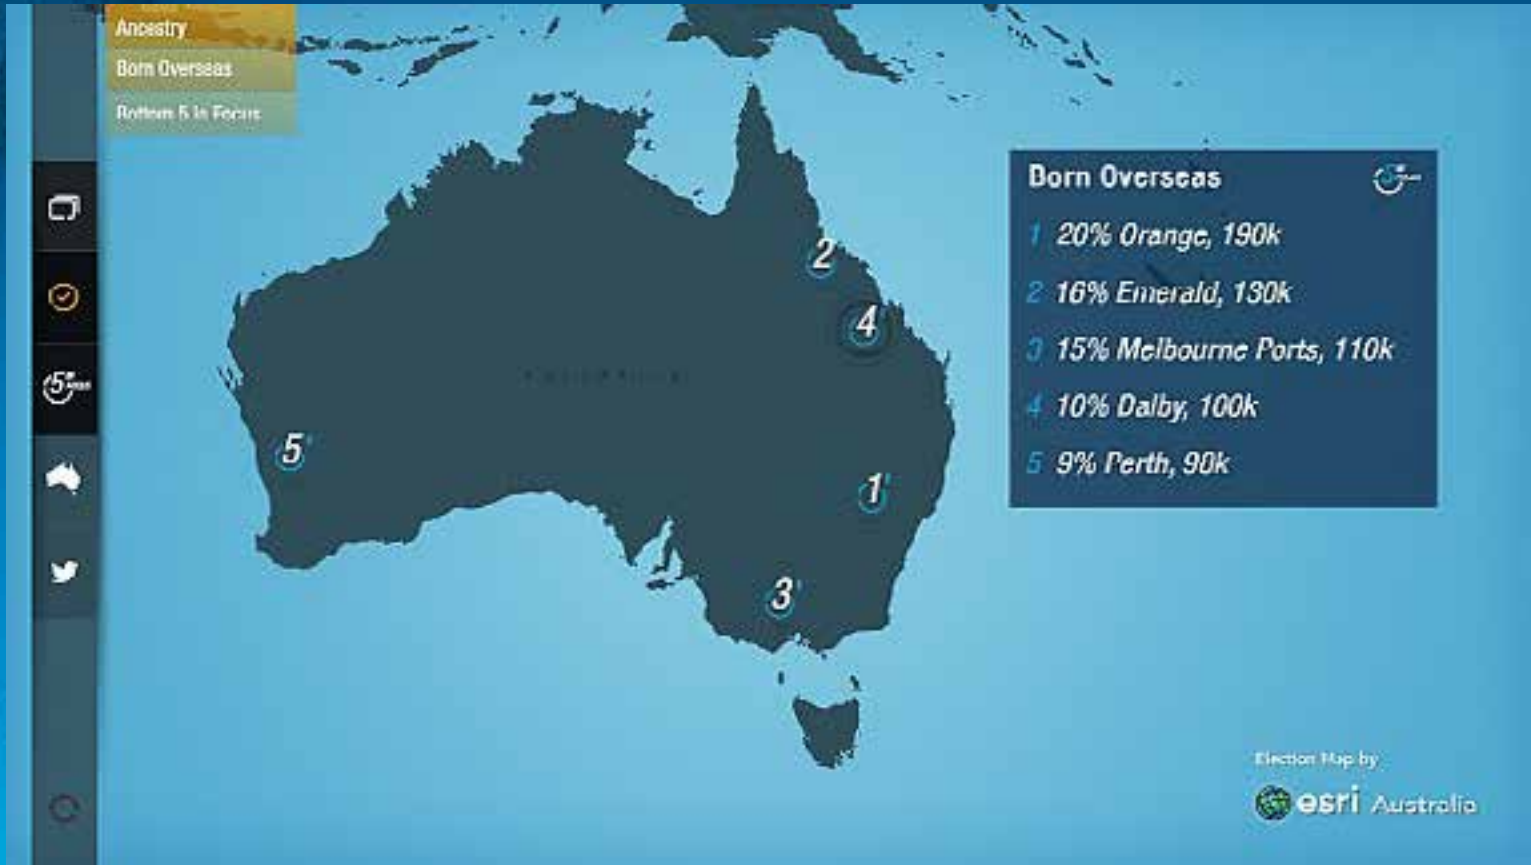 Ancestry
Born Overseas
Bottom 5 in Focus
Born Overseas
1 20% Orange, 190k
2 16% Emerald, 130k
3 15% Melbourne Ports, 110k
4 10% Dalby, 100k
5 9% Perth, 90k
2
4
5
5
1
3
Election Map by
esri Australia